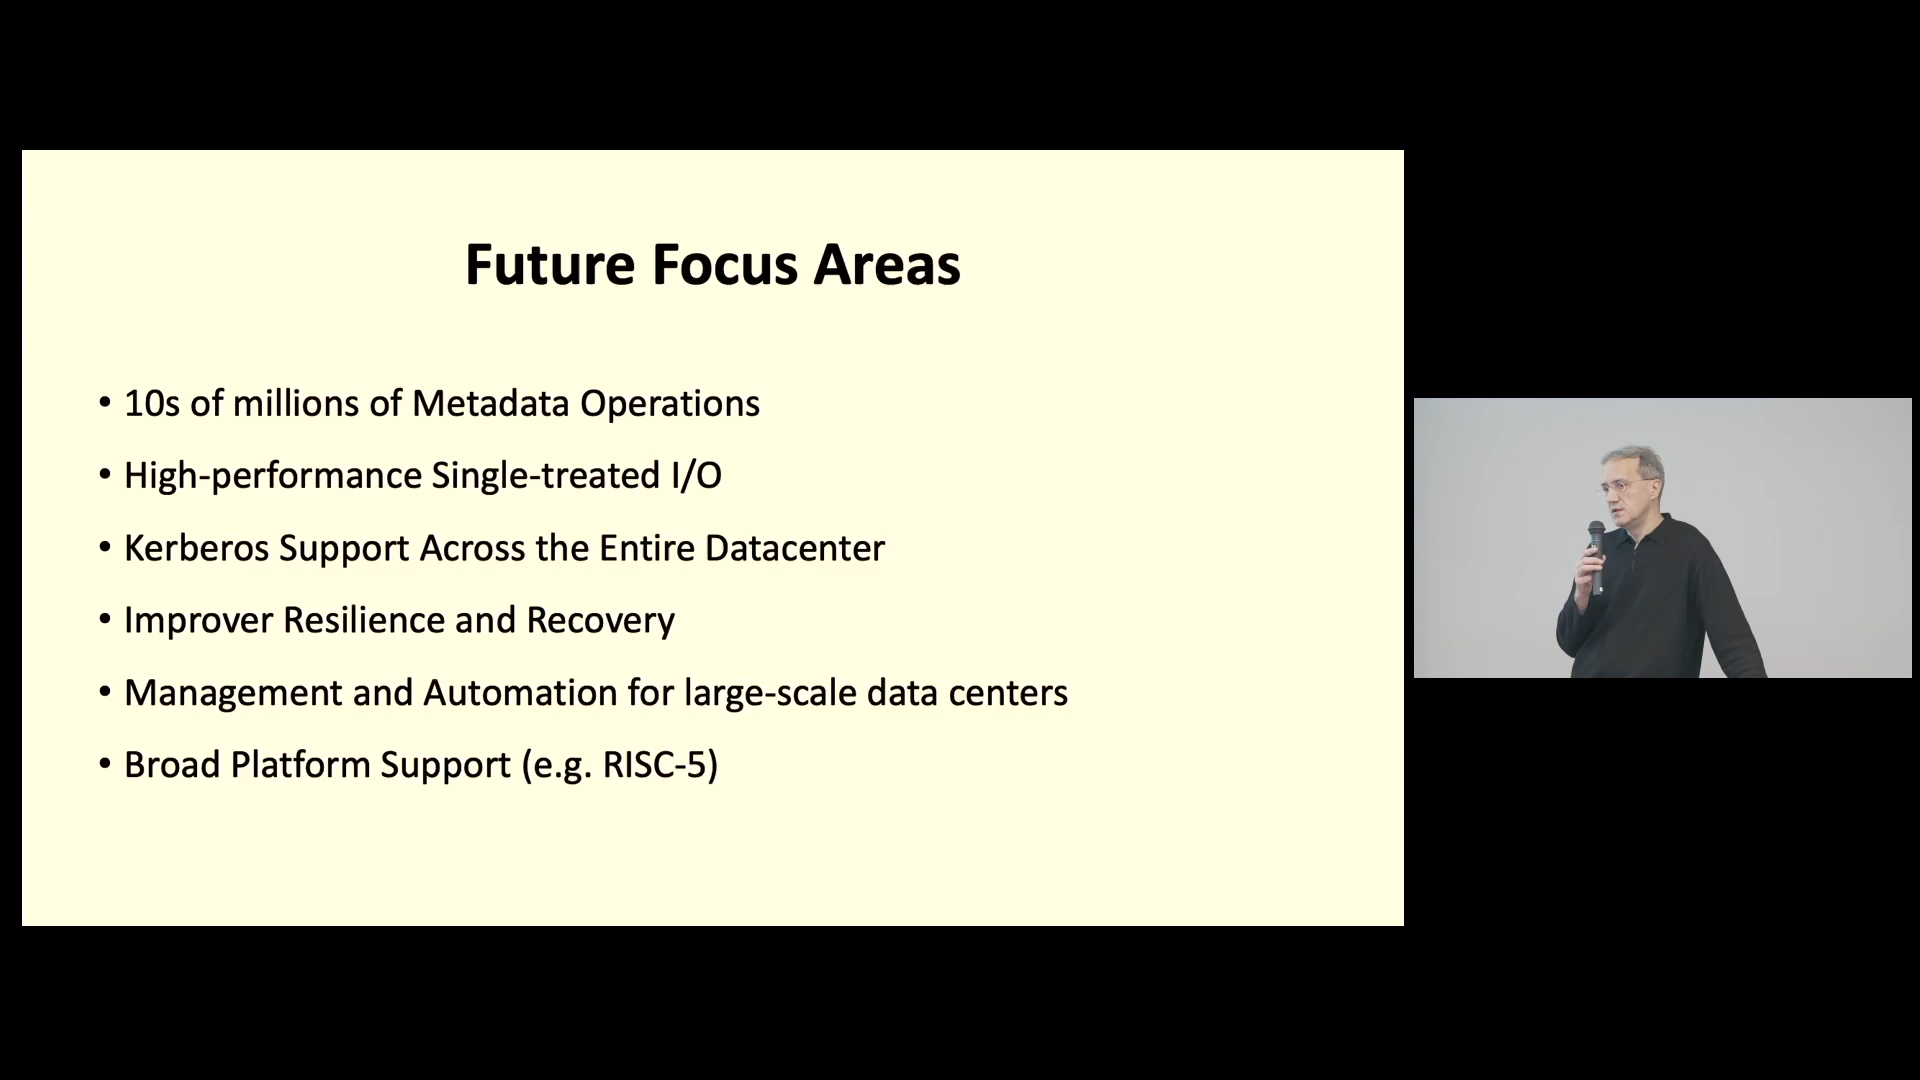 Future Focus Areas
• 10s of millions of Metadata Operations
• High-performance Single-treated I/O
• Kerberos Support Across the Entire Datacenter
• Improver Resilience and Recovery
• Management and Automation for large-scale data centers
• Broad Platform Support (e.g. RISC-5)